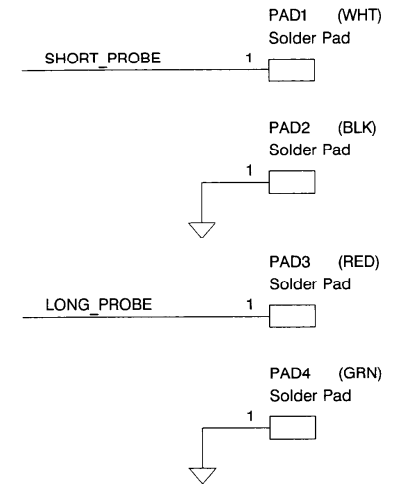 PAD1 (WHT)
Solder Pad
SHORT_PROBE 1
PAD2 (BLK)
Solder Pad
1
PAD3 (RED)
Solder Pad
LONG_PROBE 1
PAD4 (GRN)
Solder Pad
1